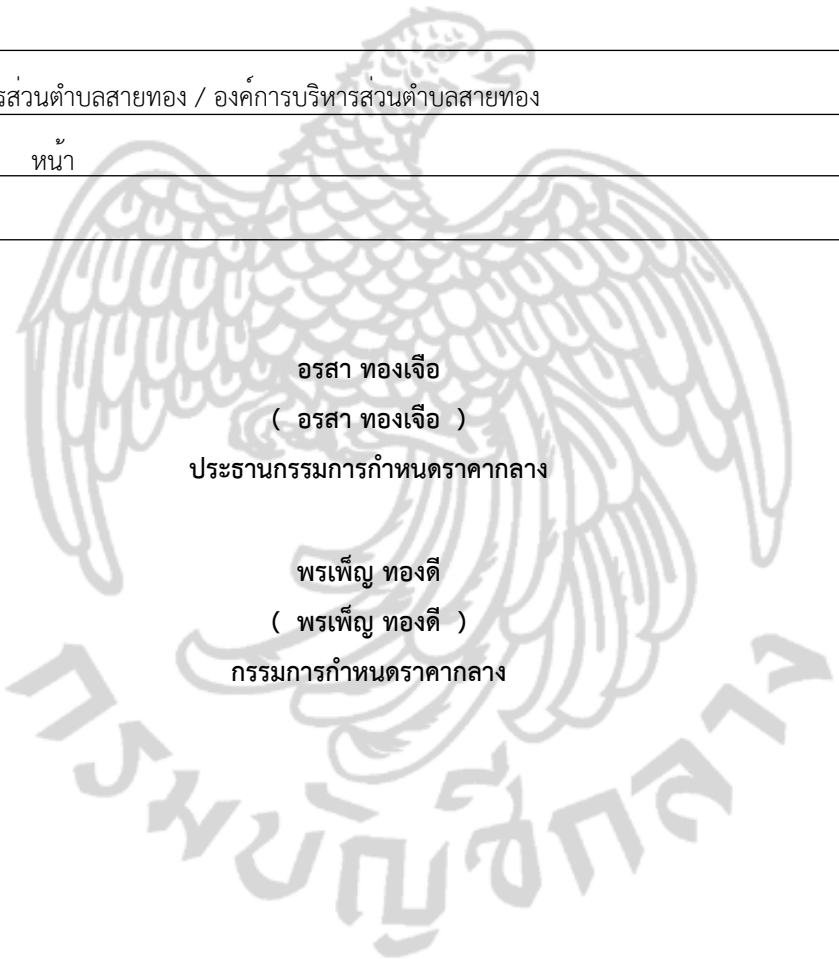 รส่วนตำบลสายทอง / องค์การบริหารส่วนตำบลสายทอง
หน้า
อรสา ทองเจือ
( อรสา ทองเจือ )
ประธานกรรมการกำหนดราคากลาง
พรเพ็ญ ทองดี
( พรเพ็ญ ทองดี )
กรรมการกำหนดราคากลาง
กรมบัญชีกลาง